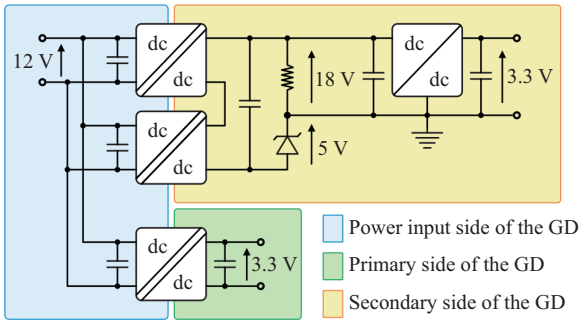 dc
dc
dc
dc
12 V
18 V
3.3 V
dc
dc
5 V
dc
dc
3.3 V
Power input side of the GD
Primary side of the GD
Secondary side of the GD